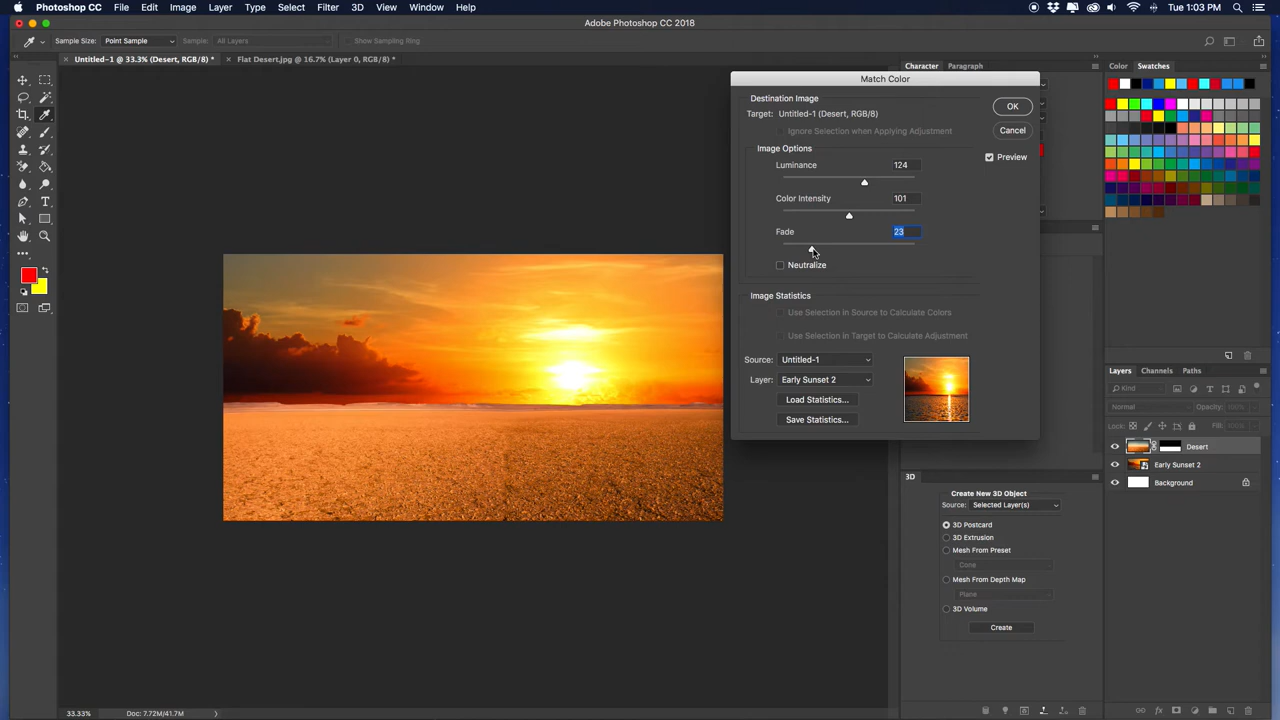 Photoshop CC File Edit Image Layer Type Select Filter 3D View Window Help Tue 1:03 PM
Adobe Photoshop CC 2018
Sample Size: Point Sample Sample: All Layers Show Sampling Ring
× Untitled-1 @ 33.3% (Desert, RGB/8) * × Flat Desert.jpg @ 16.7% (Layer 0, RGB/8) *
Character Paragraph
Color Swatches
Match Color
Destination Image
Target: Untitled-1 (Desert, RGB/8)
Ignore Selection when Applying Adjustment
OK
Cancel
Preview
Image Options
Luminance 124
Color Intensity 101
Fade 23
Neutralize
Image Statistics
Use Selection in Source to Calculate Colors
Use Selection in Target to Calculate Adjustment
Source: Untitled-1
Layer: Early Sunset 2
Load Statistics...
Save Statistics...
Layers Channels Paths
Kind
Normal Opacity: 100%
Lock: Fill: 100%
Desert
Early Sunset 2
Background
3D
Create New 3D Object
Source: Selected Layer(s)
3D Postcard
3D Extrusion
Mesh From Preset
Cone
Mesh From Depth Map
Plane
3D Volume
Create
33.33% Doc: 7.72M/41.7M